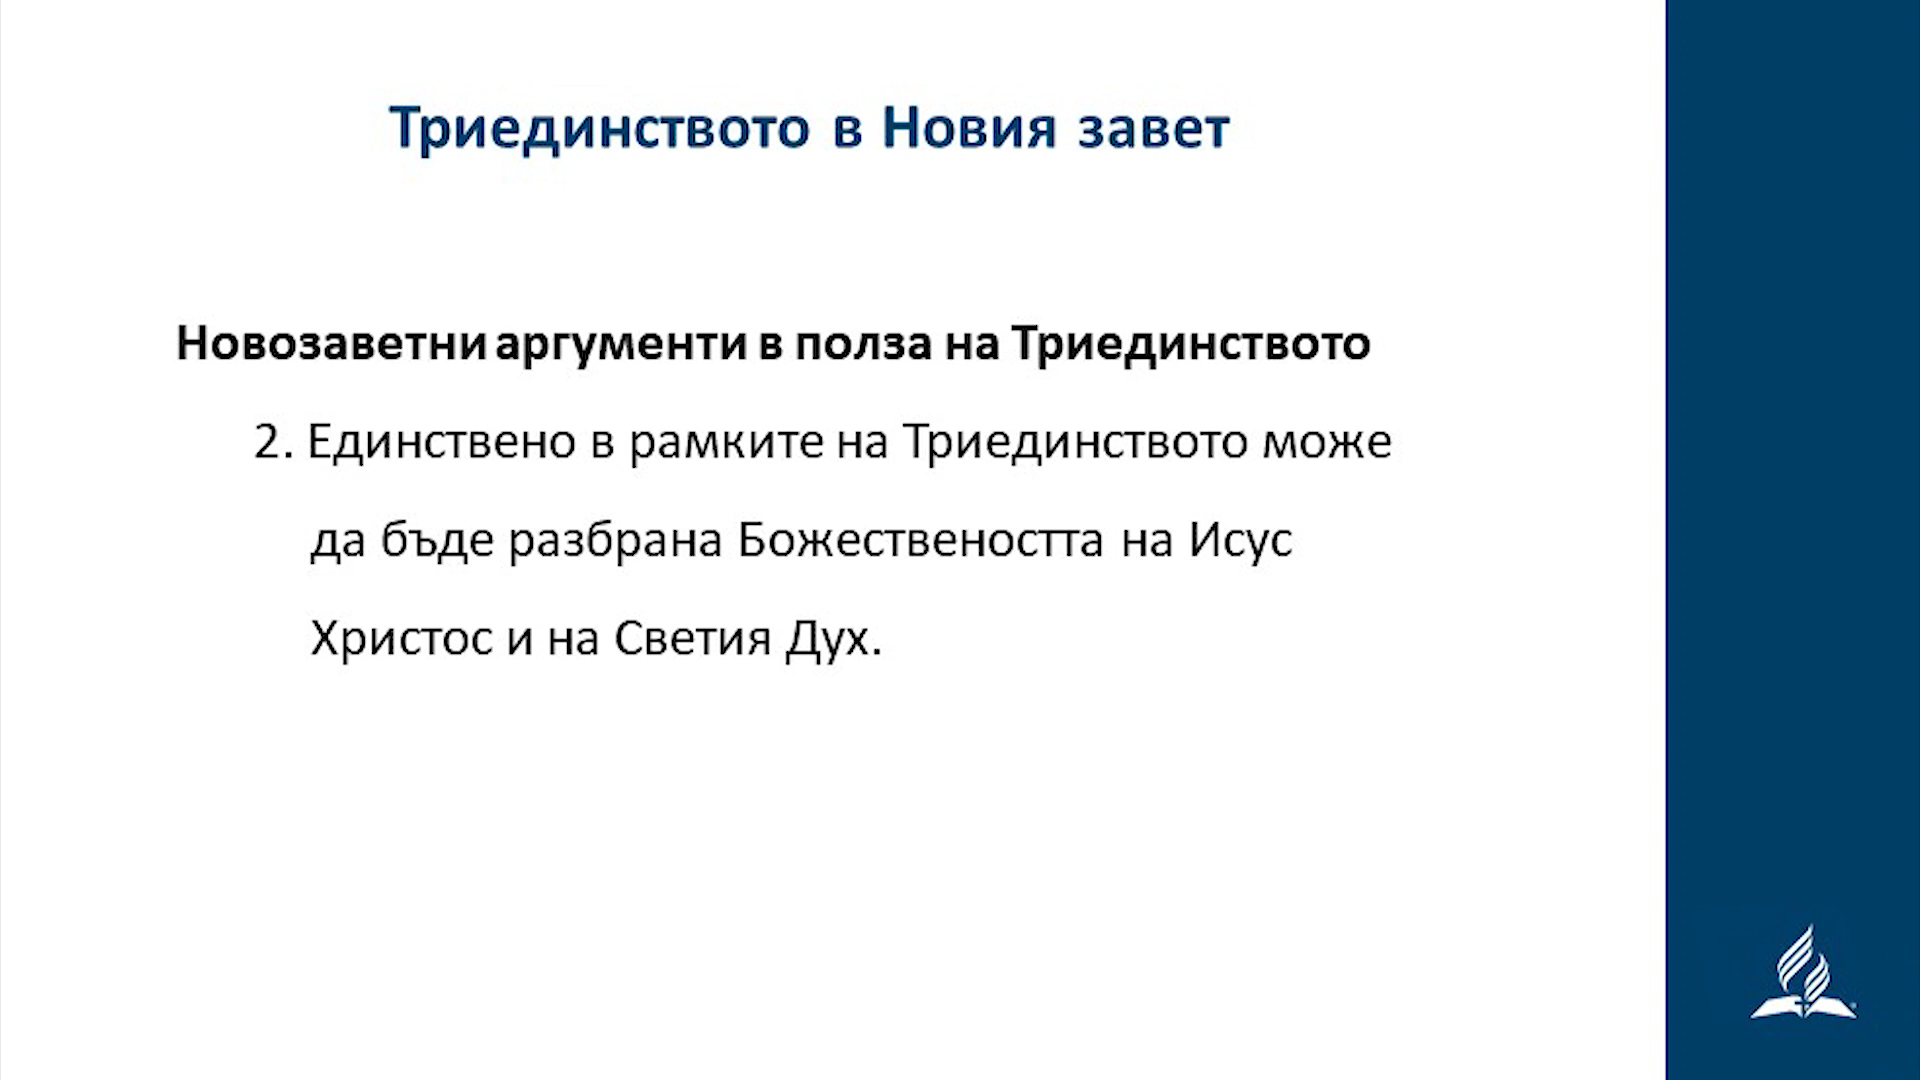 Триединството в Новия завет
Новозаветни аргументи в полза на Триединството
2. Единствено в рамките на Триединството може
да бъде разбрана Божествеността на Исус
Христос и на Светия Дух.